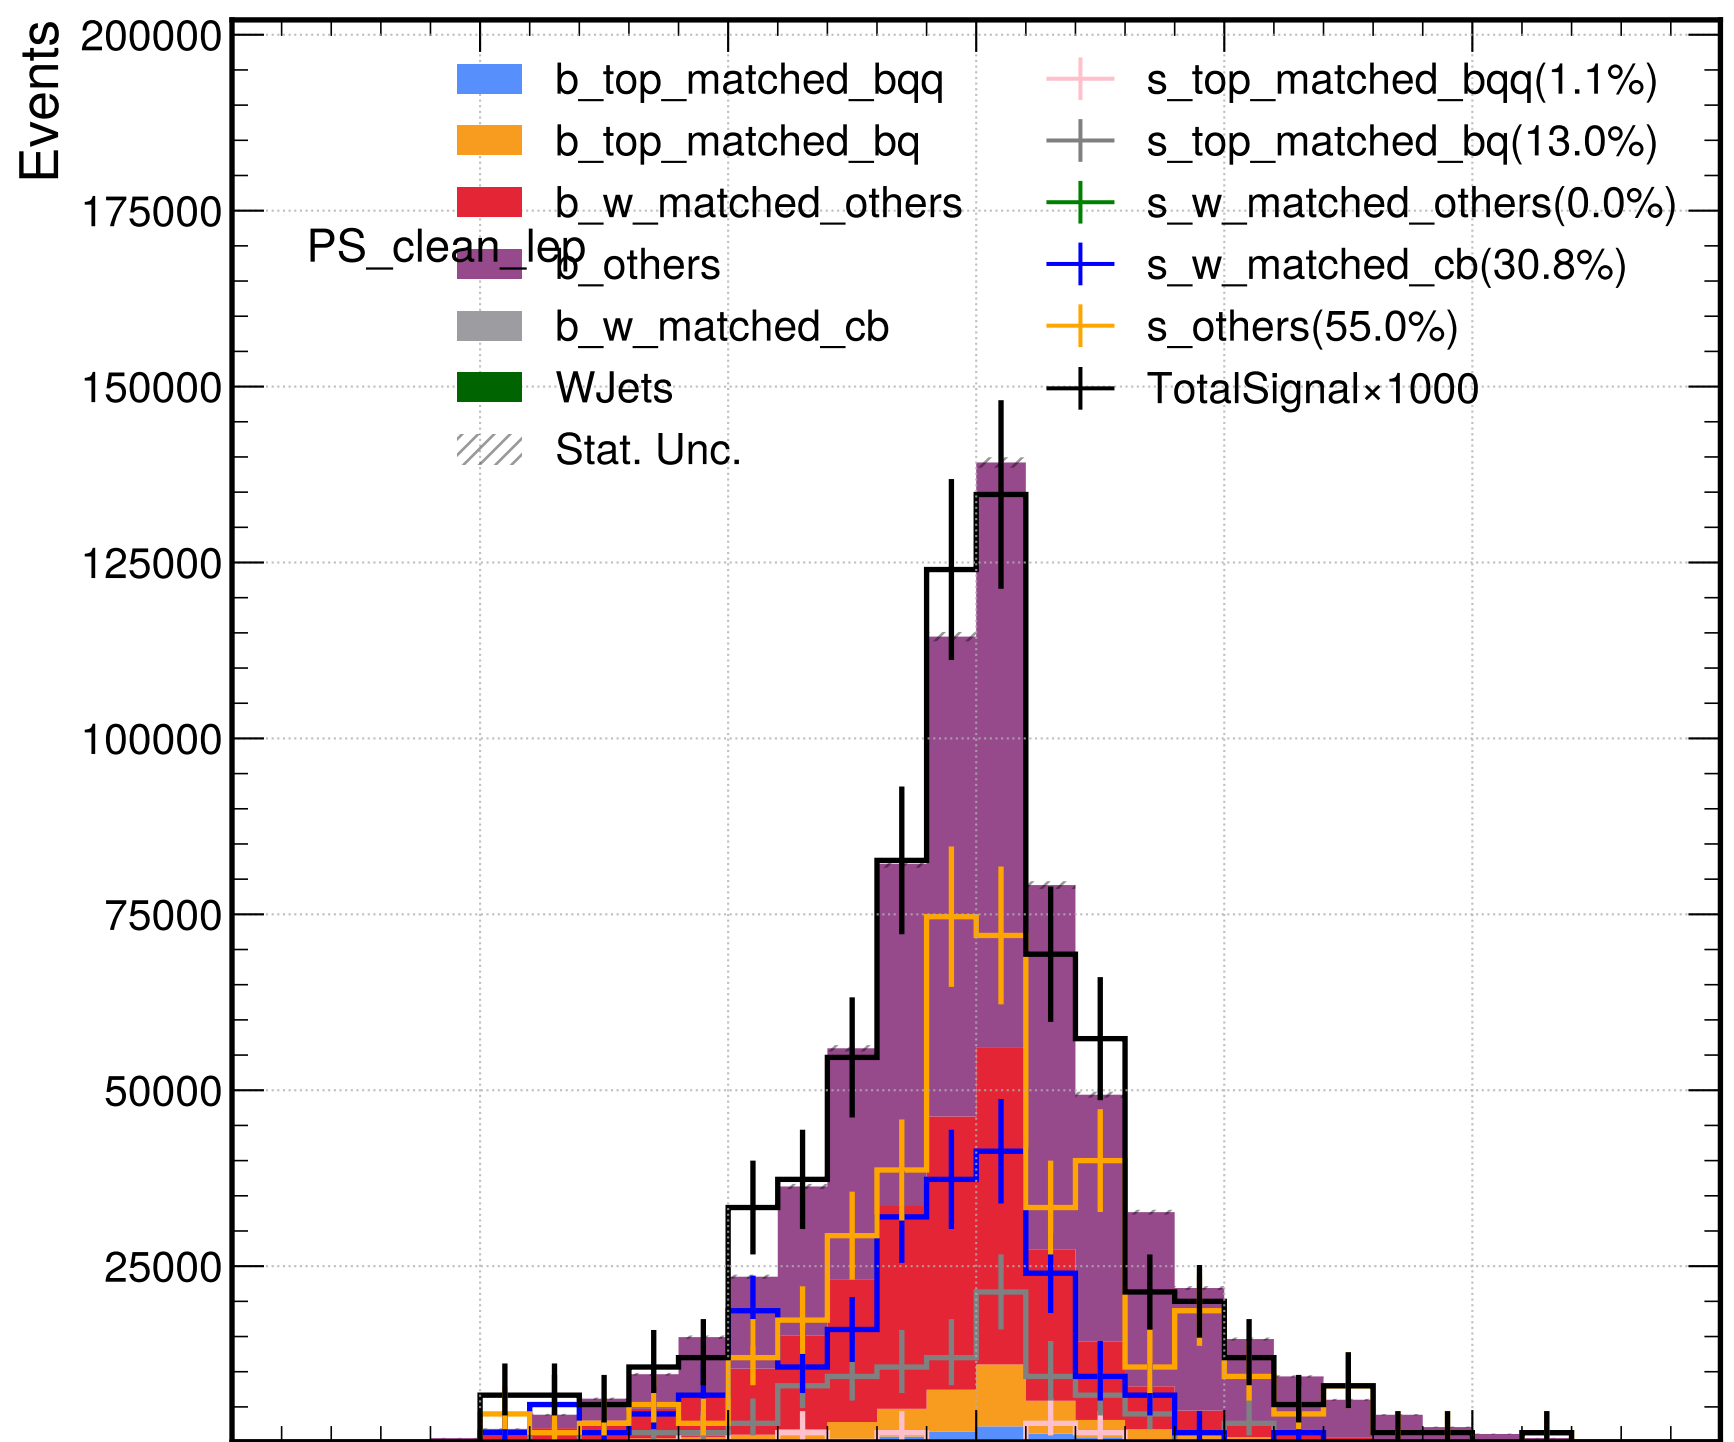 Events
200000
175000
150000
125000
100000
75000
50000
25000
PS_clean_lep
b_top_matched_bqq
b_top_matched_bq
b_w_matched_others
b_others
b_w_matched_cb
WJets
Stat. Unc.
s_top_matched_bqq(1.1%)
s_top_matched_bq(13.0%)
s_w_matched_others(0.0%)
s_w_matched_cb(30.8%)
s_others(55.0%)
TotalSignal×1000